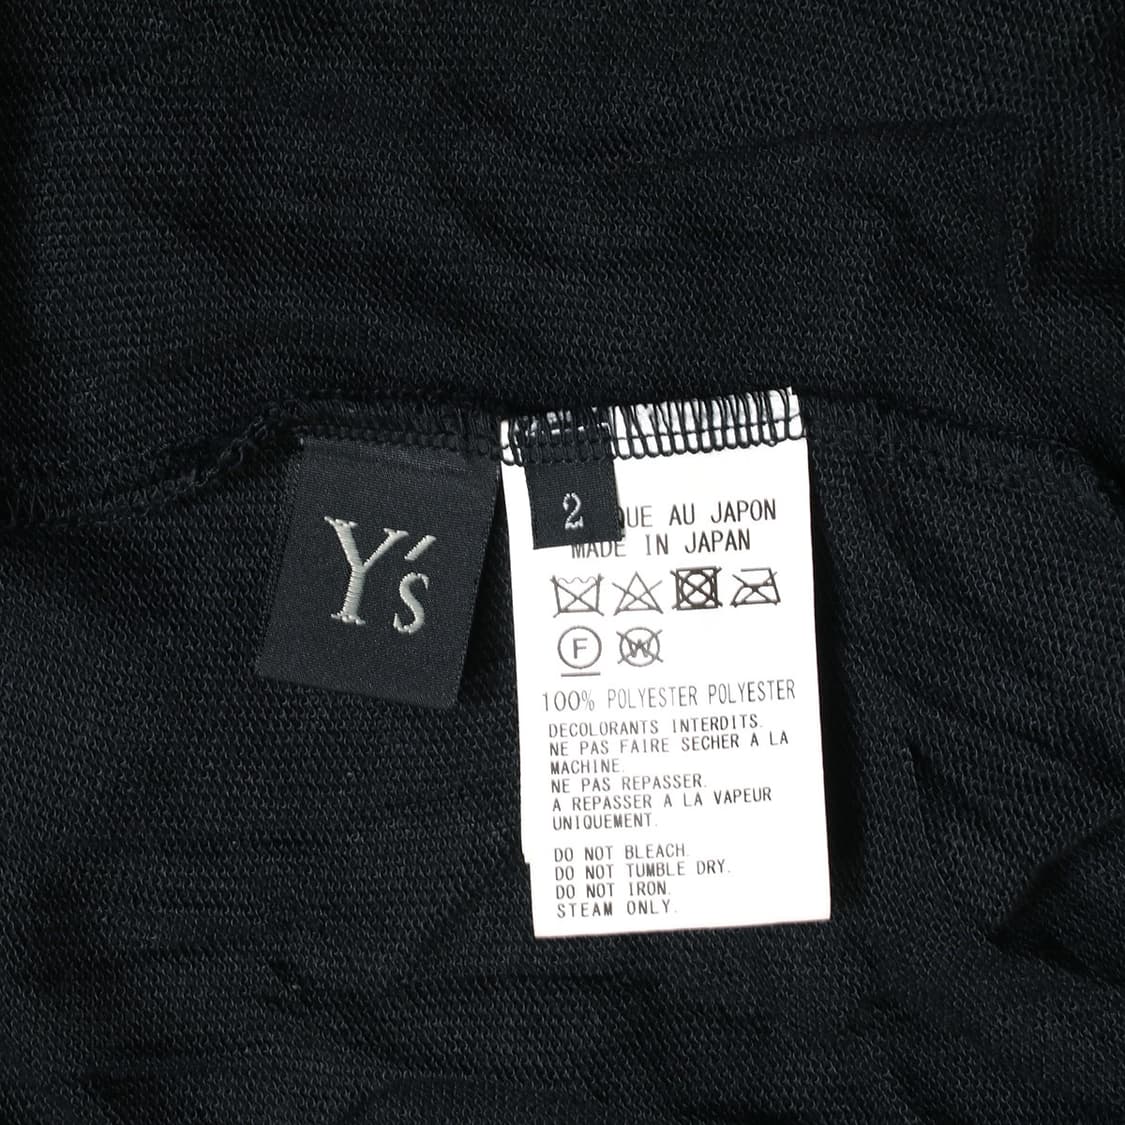 Y's
2
UE AU JAPON
MADE IN JAPAN
F
W
100% POLYESTER POLYESTER
DECOLORANTS INTERDITS.
NE PAS FAIRE SECHER A LA
MACHINE.
NE PAS REPASSER.
A REPASSER A LA VAPEUR
UNIQUEMENT.
DO NOT BLEACH.
DO NOT TUMBLE DRY.
DO NOT IRON.
STEAM ONLY.